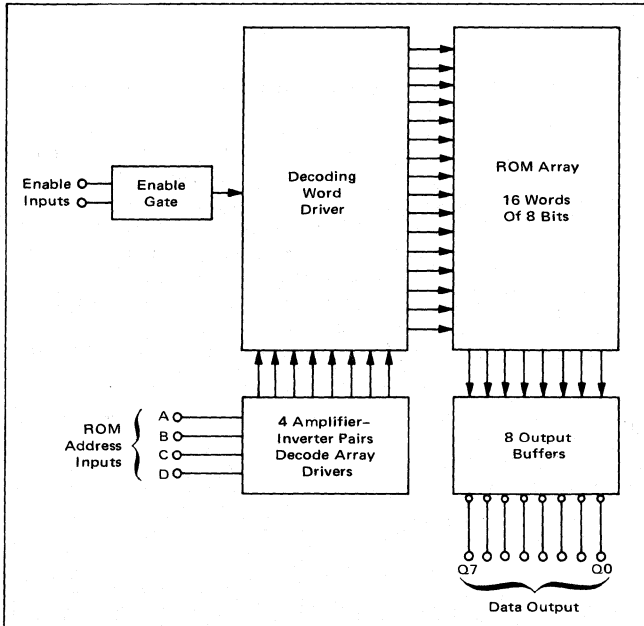 Enable
Inputs
Enable
Gate
Decoding
Word
Driver
ROM Array
16 Words
Of 8 Bits
ROM
Address
Inputs
A
B
C
D
4 Amplifier–
Inverter Pairs
Decode Array
Drivers
8 Output
Buffers
Q7
Q0
Data Output